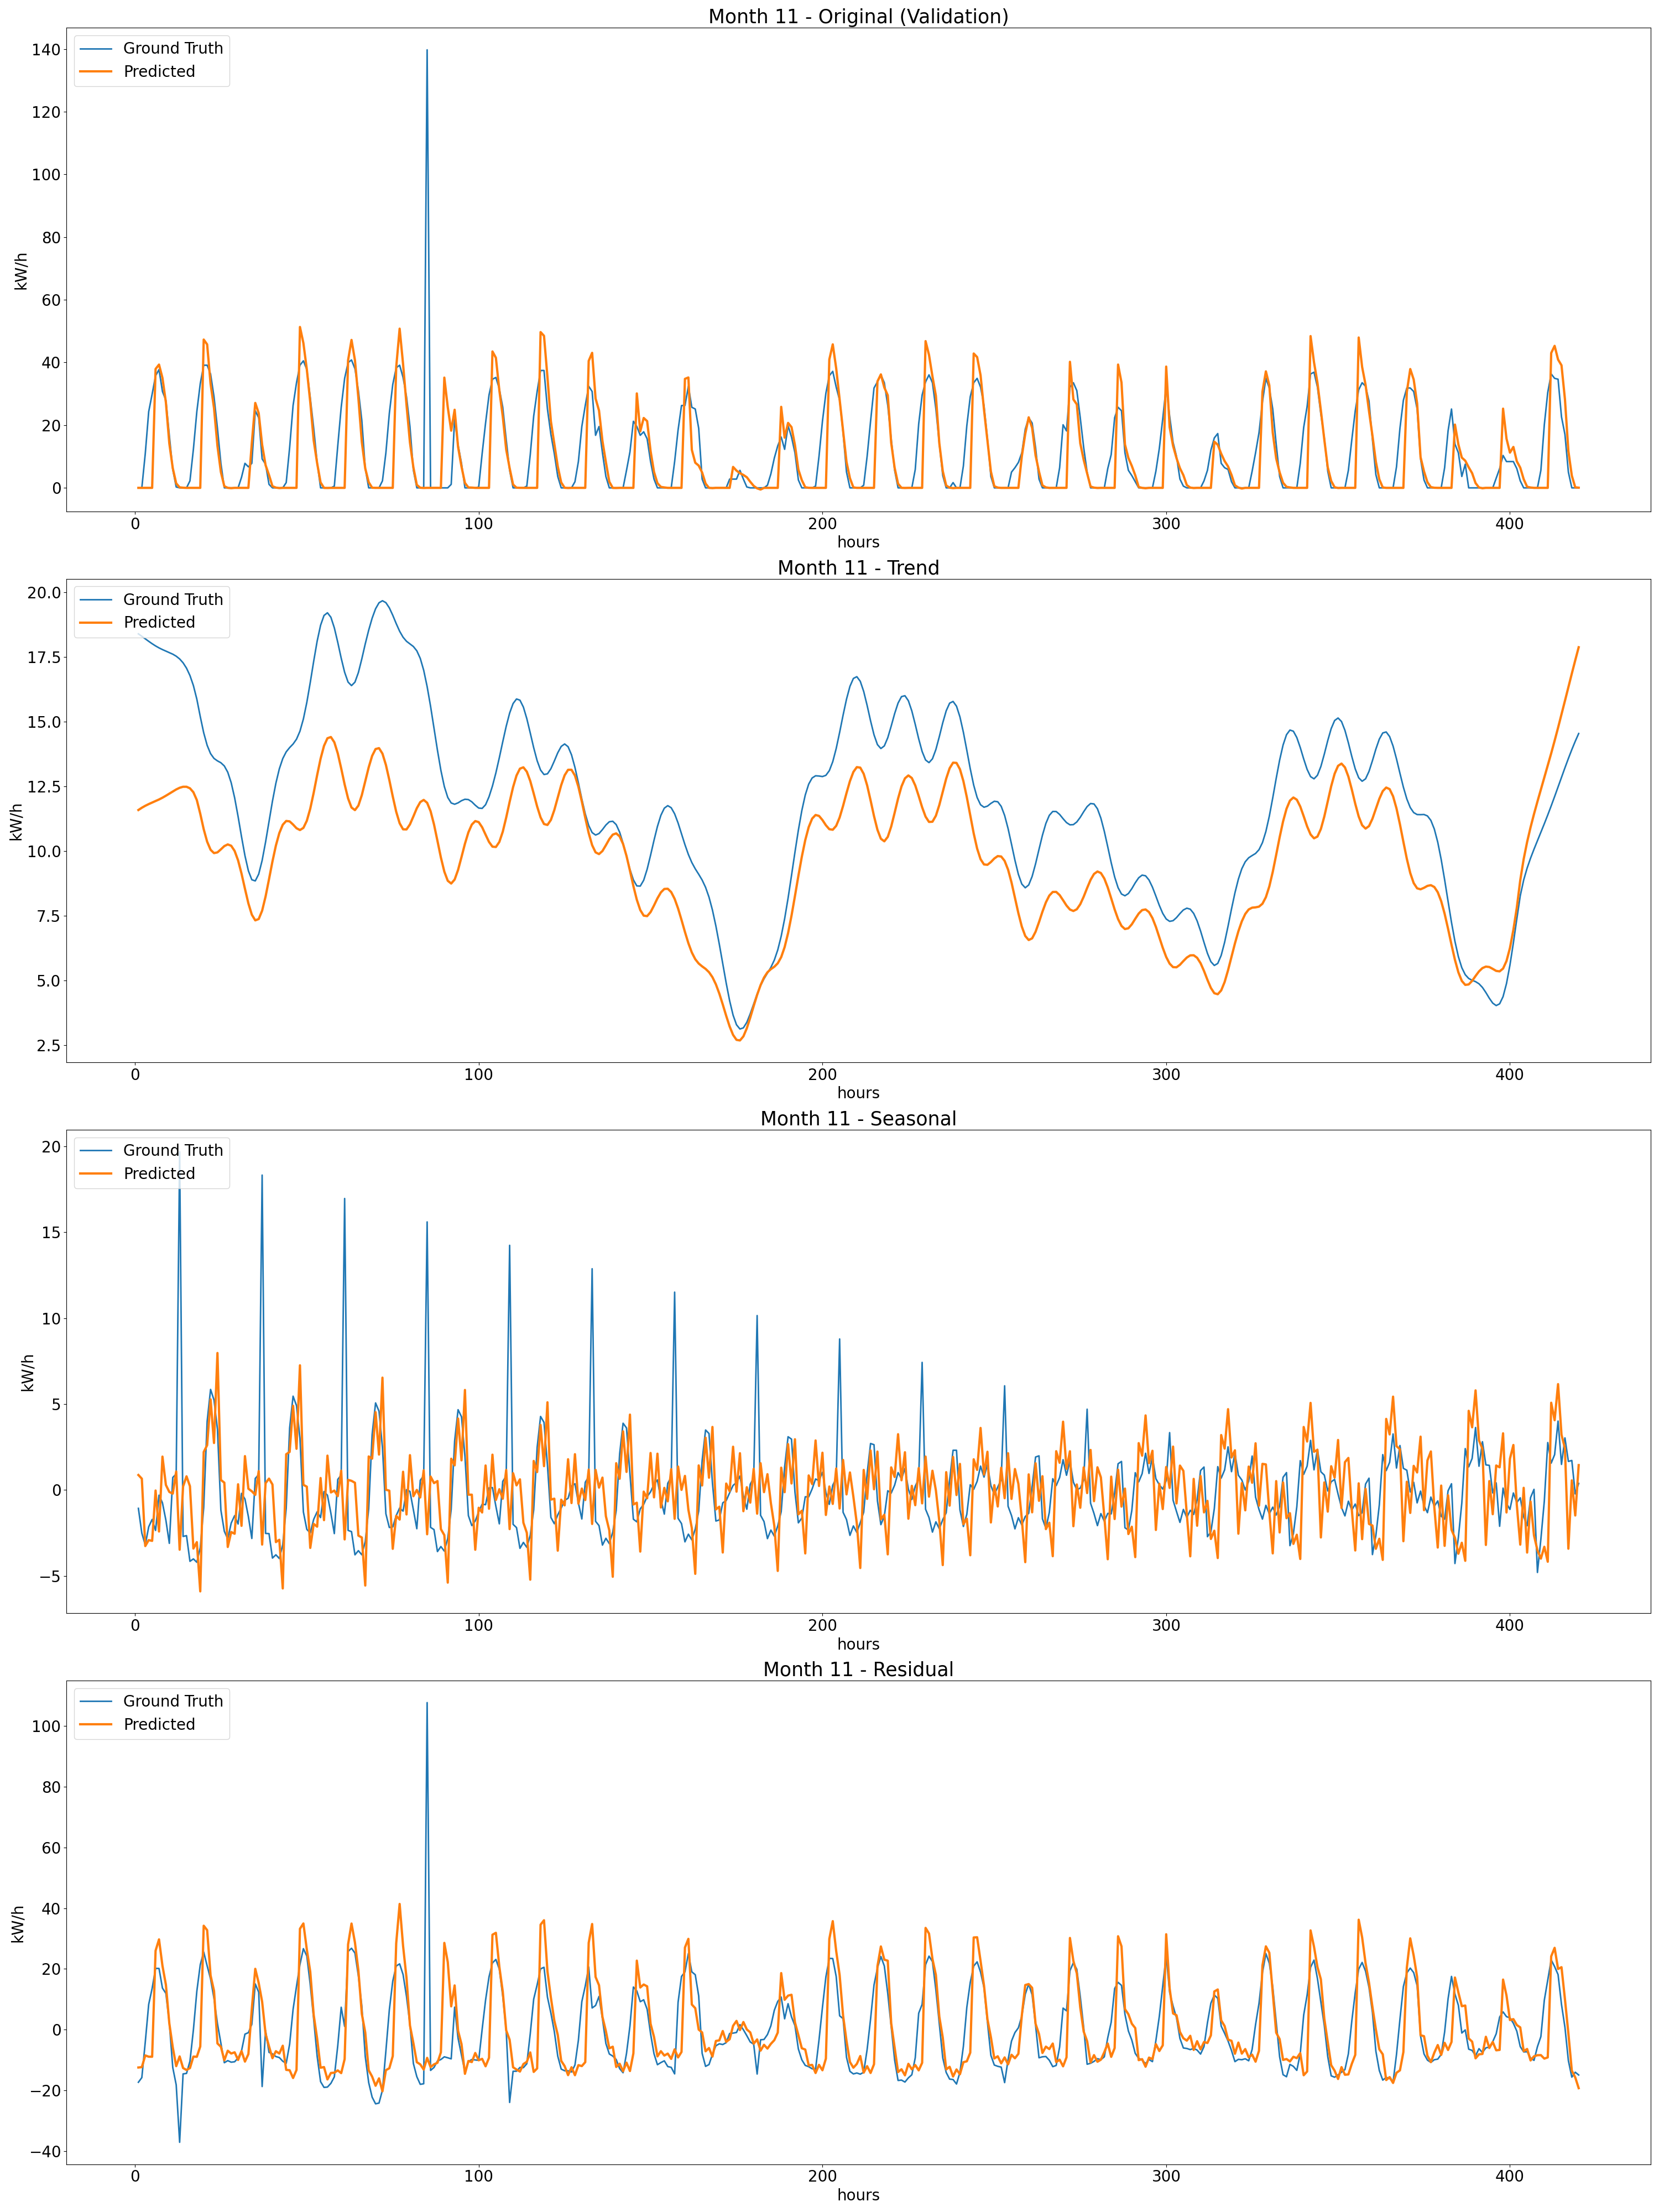 Month 11 - Original (Validation)
Ground Truth
Predicted
140
120
100
80
60
40
20
0
kW/h
0 100 200 300 400
hours
Month 11 - Trend
Ground Truth
Predicted
20.0
17.5
15.0
12.5
10.0
7.5
5.0
2.5
kW/h
0 100 200 300 400
hours
Month 11 - Seasonal
Ground Truth
Predicted
20
15
10
5
0
−5
kW/h
0 100 200 300 400
hours
Month 11 - Residual
Ground Truth
Predicted
100
80
60
40
20
0
−20
−40
kW/h
0 100 200 300 400
hours